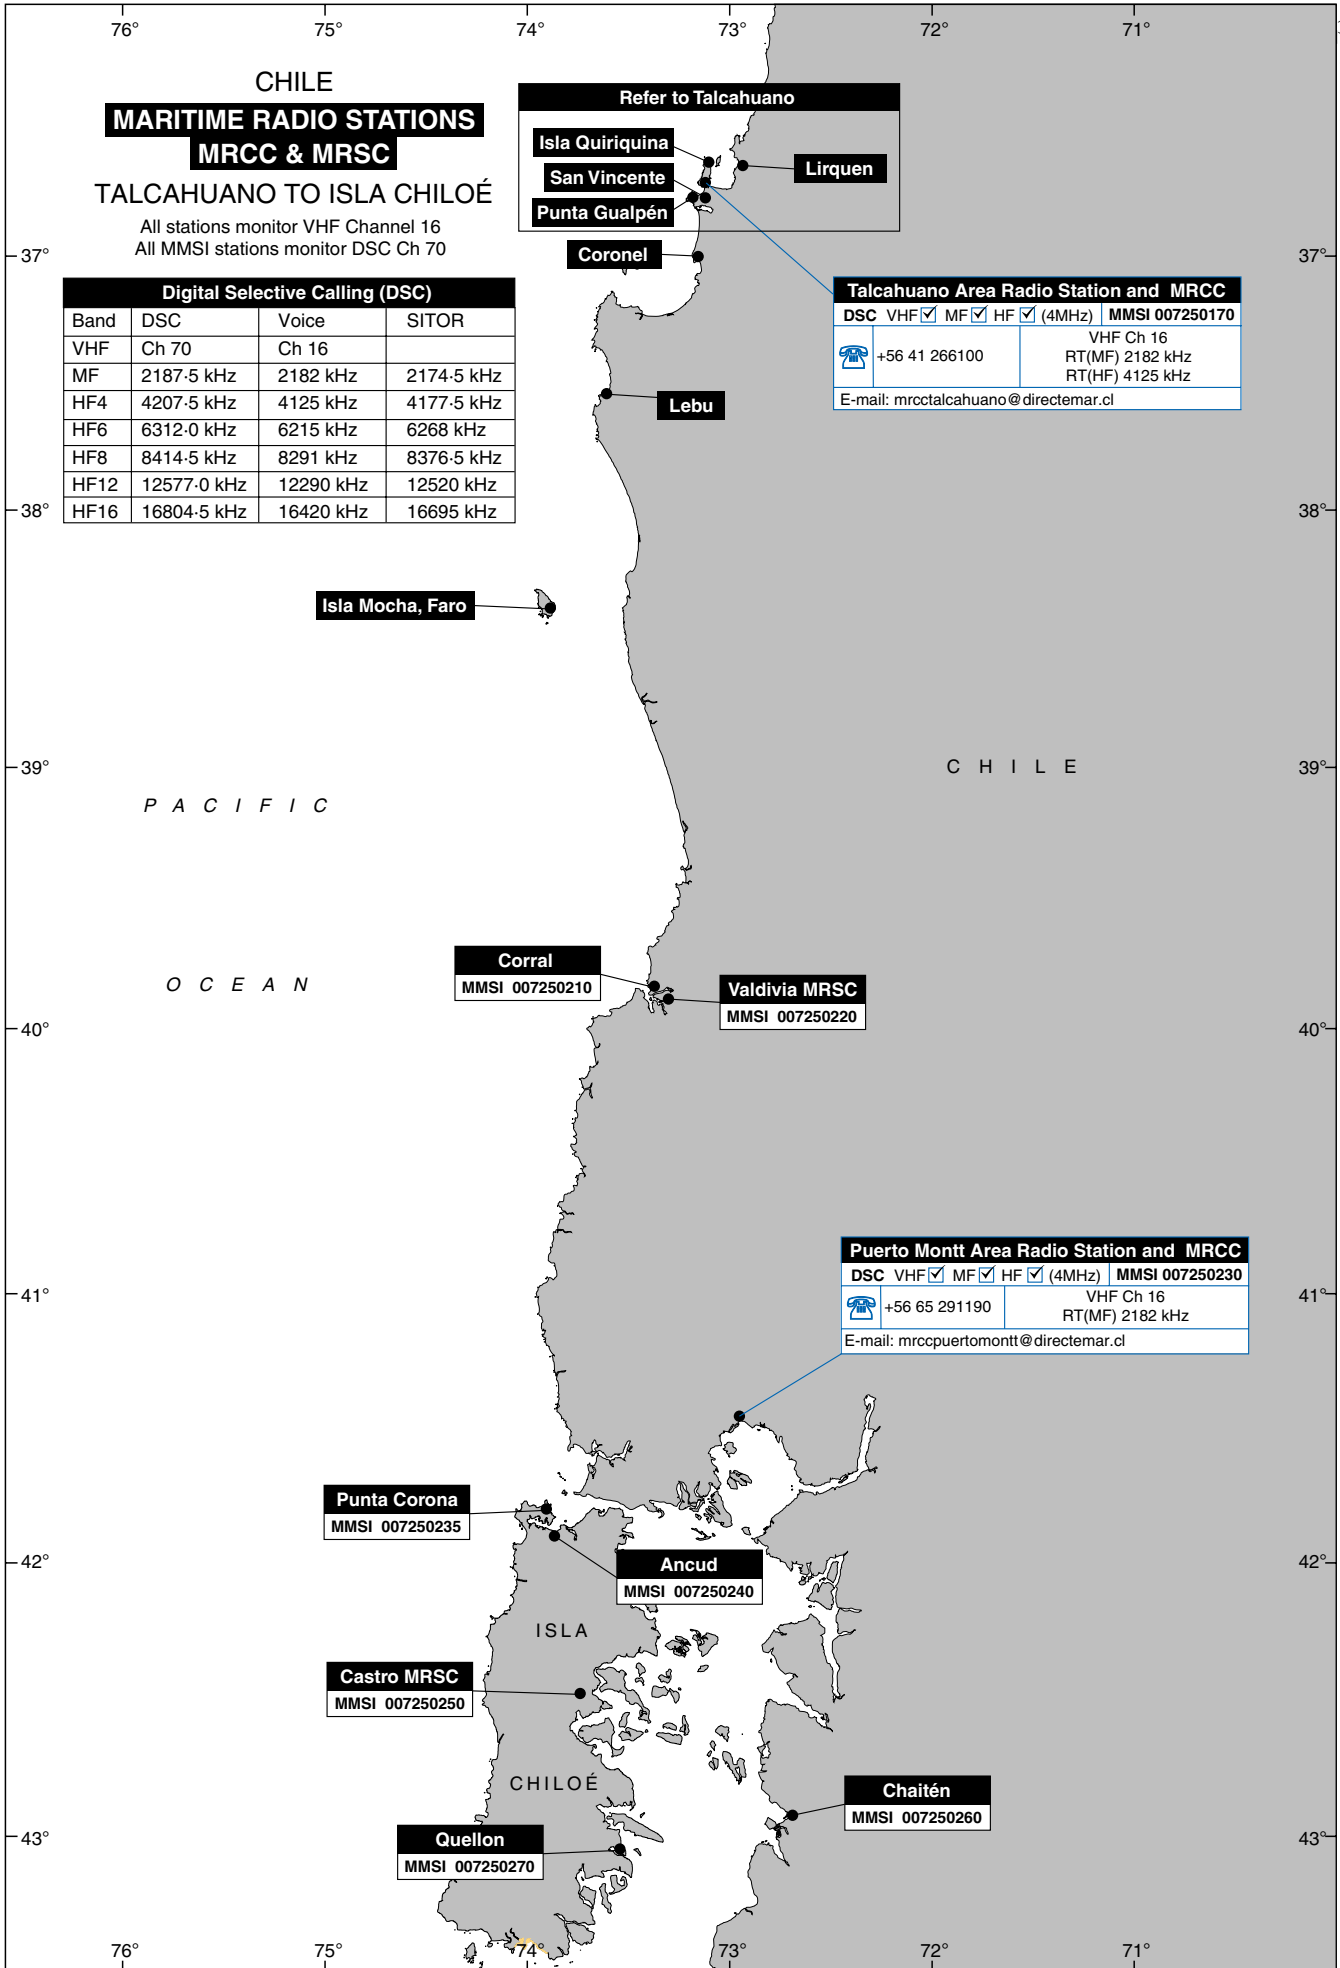 76° 75° 74° 73° 72° 71°
CHILE
MARITIME RADIO STATIONS
MRCC & MRSC
TALCAHUANO TO ISLA CHILOÉ
All stations monitor VHF Channel 16
All MMSI stations monitor DSC Ch 70
Digital Selective Calling (DSC)
Band DSC Voice SITOR
VHF Ch 70 Ch 16
MF 2187·5 kHz 2182 kHz 2174·5 kHz
HF4 4207·5 kHz 4125 kHz 4177·5 kHz
HF6 6312·0 kHz 6215 kHz 6268 kHz
HF8 8414·5 kHz 8291 kHz 8376·5 kHz
HF12 12577·0 kHz 12290 kHz 12520 kHz
HF16 16804·5 kHz 16420 kHz 16695 kHz
Refer to Talcahuano
Isla Quiriquina
Lirquen
San Vincente
Punta Gualpén
Coronel
37° 37°
Talcahuano Area Radio Station and MRCC
DSC VHF MF HF (4MHz) MMSI 007250170
+56 41 266100
VHF Ch 16
RT(MF) 2182 kHz
RT(HF) 4125 kHz
E-mail: mrcctalcahuano@directemar.cl
Lebu
38° 38°
Isla Mocha, Faro
39° 39°
CHILE
PACIFIC
OCEAN
Corral
MMSI 007250210
Valdivia MRSC
MMSI 007250220
40° 40°
Puerto Montt Area Radio Station and MRCC
DSC VHF MF HF (4MHz) MMSI 007250230
+56 65 291190
VHF Ch 16
RT(MF) 2182 kHz
E-mail: mrccpuertomontt@directemar.cl
41° 41°
Punta Corona
MMSI 007250235
42° 42°
Ancud
MMSI 007250240
ISLA
Castro MRSC
MMSI 007250250
CHILOÉ
Chaitén
MMSI 007250260
43° 43°
Quellon
MMSI 007250270
76° 75° 74° 73° 72° 71°